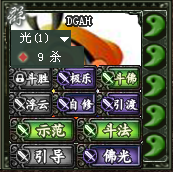 DGAH
光(1)
9 杀
斗胜 极乐 斗佛
浮云 自修 引渡
示范 斗法
引导 佛光